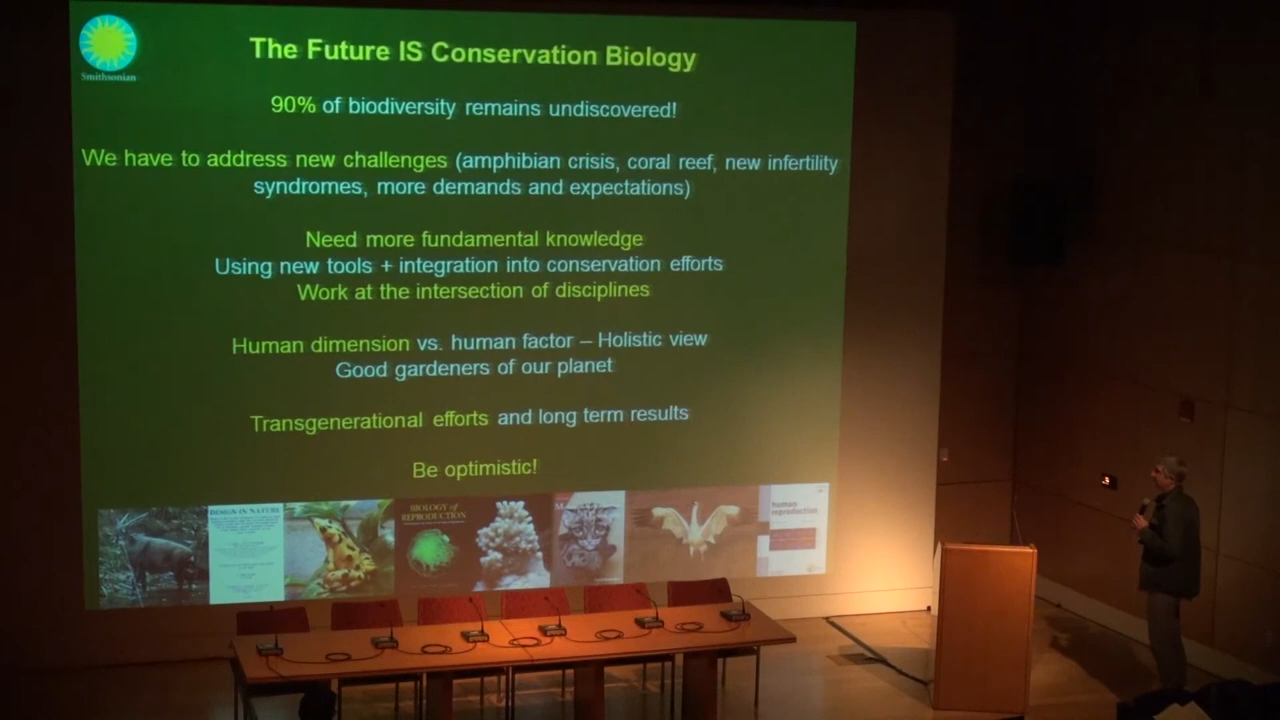 Smithsonian
The Future IS Conservation Biology
90% of biodiversity remains undiscovered!
We have to address new challenges (amphibian crisis, coral reef, new infertility
syndromes, more demands and expectations)
Need more fundamental knowledge
Using new tools + integration into conservation efforts
Work at the intersection of disciplines
Human dimension vs. human factor – Holistic view
Good gardeners of our planet
Transgenerational efforts and long term results
Be optimistic!
DESIGN IN NATURE
BIOLOGY of
REPRODUCTION
human
reproduction